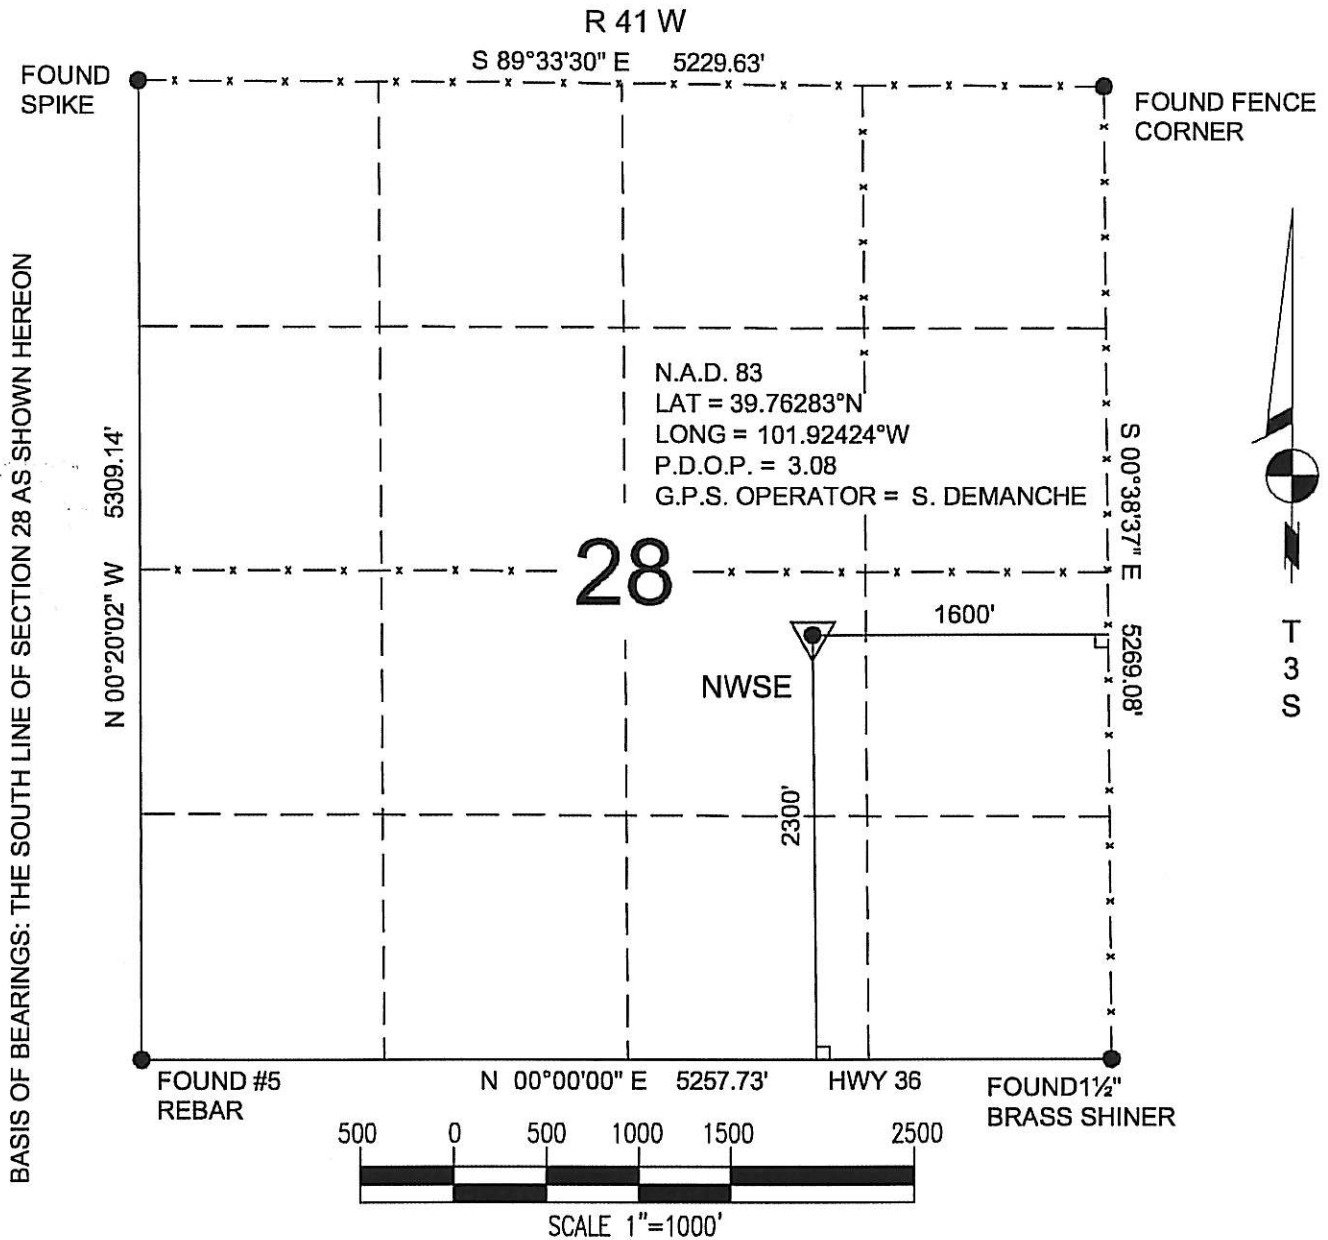 R 41 W
S 89°33'30" E 5229.63'
FOUND
SPIKE
FOUND FENCE
CORNER
BASIS OF BEARINGS: THE SOUTH LINE OF SECTION 28 AS SHOWN HEREON
N 00°20'02" W 5309.14'
N.A.D. 83
LAT = 39.76283°N
LONG = 101.92424°W
P.D.O.P. = 3.08
G.P.S. OPERATOR = S. DEMANCHE
S 00°38'37" E 5269.08'
N
28
1600'
NWSE
2300'
T
3
S
FOUND #5
REBAR
N 00°00'00" E 5257.73'
HWY 36
FOUND1½"
BRASS SHINER
500 0 500 1000 1500 2500
SCALE 1"=1000'